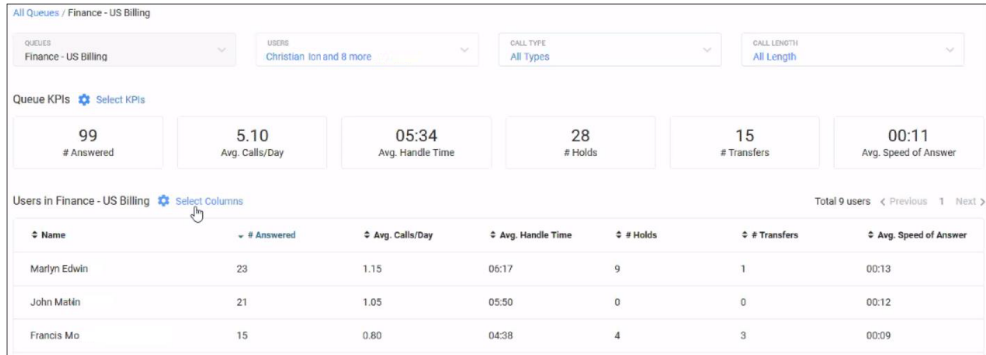 All Queues / Finance - US Billing
QUEUES USERS CALL TYPE CALL LENGTH
Finance - US Billing Christian Ion and 8 more All Types All Length
Queue KPIs Select KPIs
99 5.10 05:34 28 15 00:11
# Answered Avg. Calls/Day Avg. Handle Time # Holds # Transfers Avg. Speed of Answer
Users in Finance - US Billing Select Columns Total 9 users < Previous 1 Next >
Name # Answered Avg. Calls/Day Avg. Handle Time # Holds # Transfers Avg. Speed of Answer
Marlyn Edwin 23 1.15 06:17 9 1 00:13
John Matin 21 1.05 05:50 0 0 00:12
Francis Mo 15 0.80 04:38 4 3 00:09